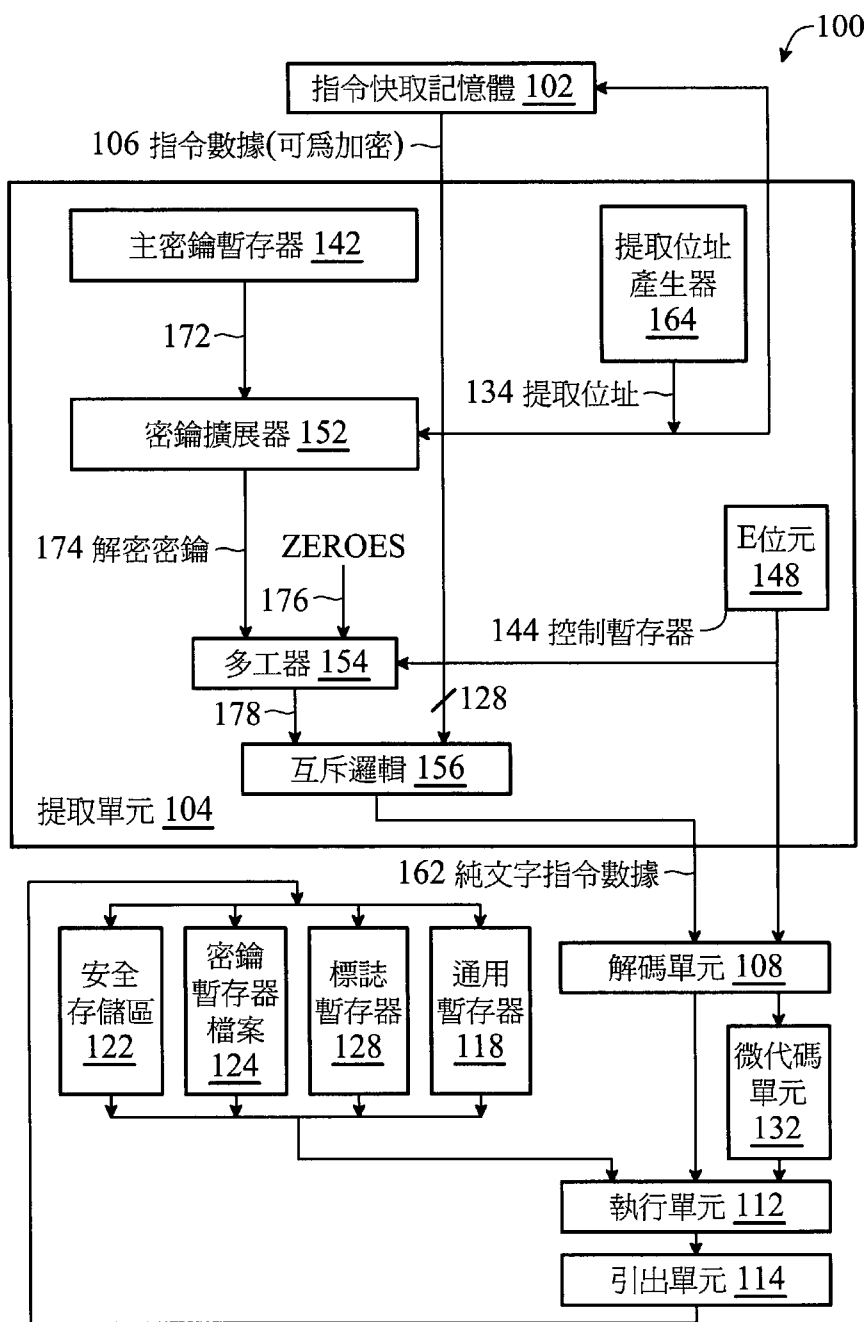 100
指令快取記憶體 102
106 指令數據(可爲加密)
主密鑰暫存器 142
提取位址
產生器
164
172
134 提取位址
密鑰擴展器 152
174 解密密鑰
ZEROES
176
E位元
148
144 控制暫存器
多工器 154
178
128
互斥邏輯 156
提取單元 104
162 純文字指令數據
安全
存儲區
122
密鑰
暫存器
檔案
124
標誌
暫存器
128
通用
暫存器
118
解碼單元 108
微代碼
單元
132
執行單元 112
引出單元 114